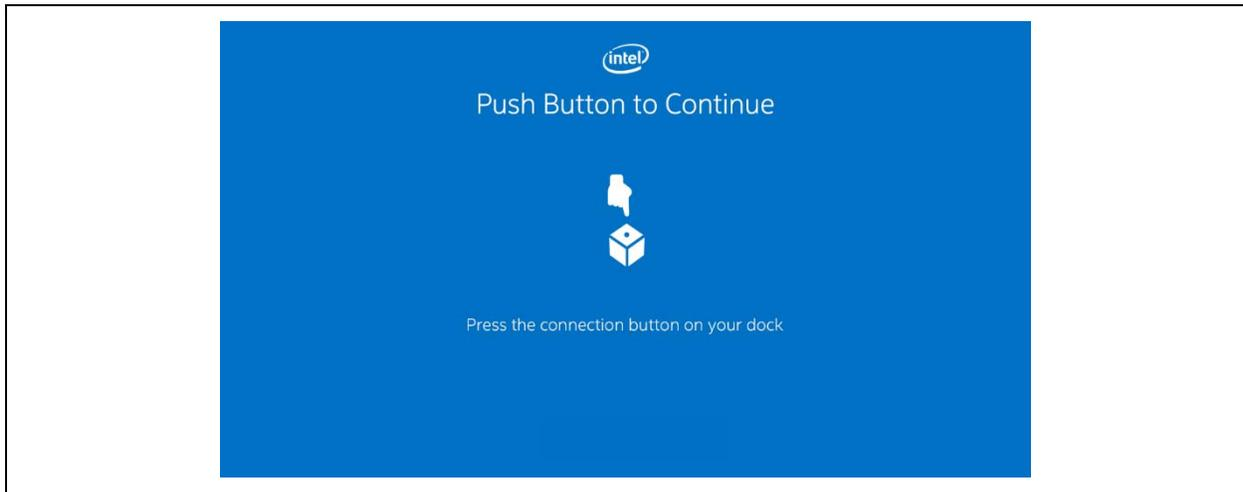 intel
Push Button to Continue
Press the connection button on your dock